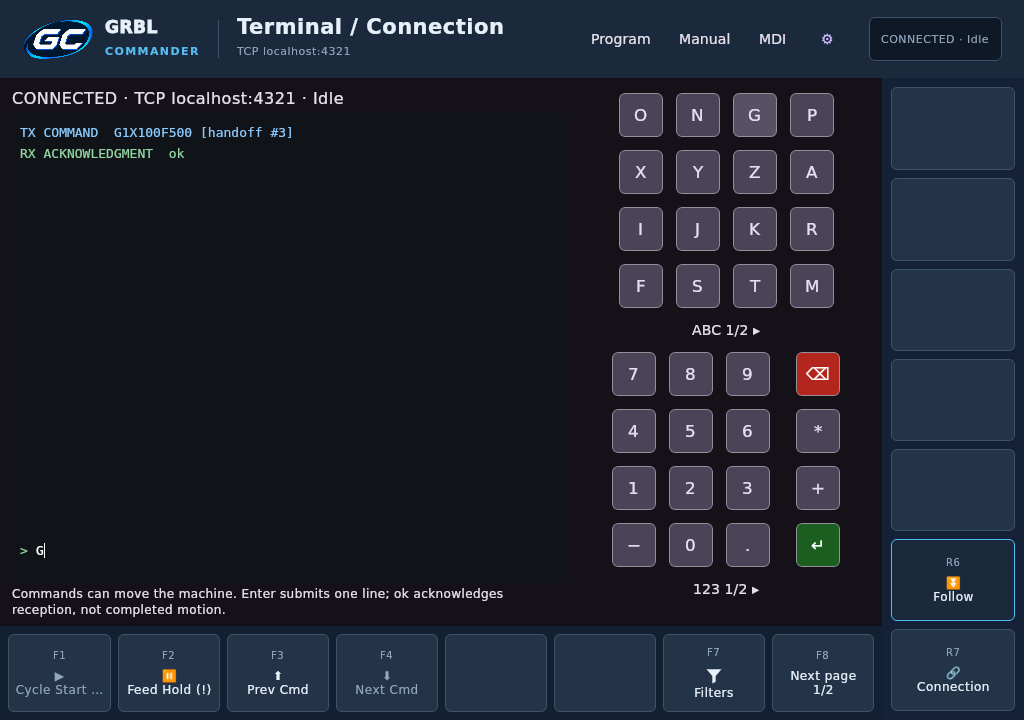 GC
GRBL
COMMANDER
Terminal / Connection
TCP localhost:4321
Program
Manual
MDI
⚙
CONNECTED · Idle
CONNECTED · TCP localhost:4321 · Idle
TX COMMAND  G1X100F500 [handoff #3]
RX ACKNOWLEDGMENT  ok
> G
Commands can move the machine. Enter submits one line; ok acknowledges
reception, not completed motion.
O N G P
X Y Z A
I J K R
F S T M
ABC 1/2 ▸
7 8 9 ⌫
4 5 6 *
1 2 3 +
− 0 . ↵
123 1/2 ▸
R6
⏬
Follow
R7
🔗
Connection
F1
▶
Cycle Start ...
F2
⏸
Feed Hold (!)
F3
⬆
Prev Cmd
F4
⬇
Next Cmd
F7
Filters
F8
Next page
1/2